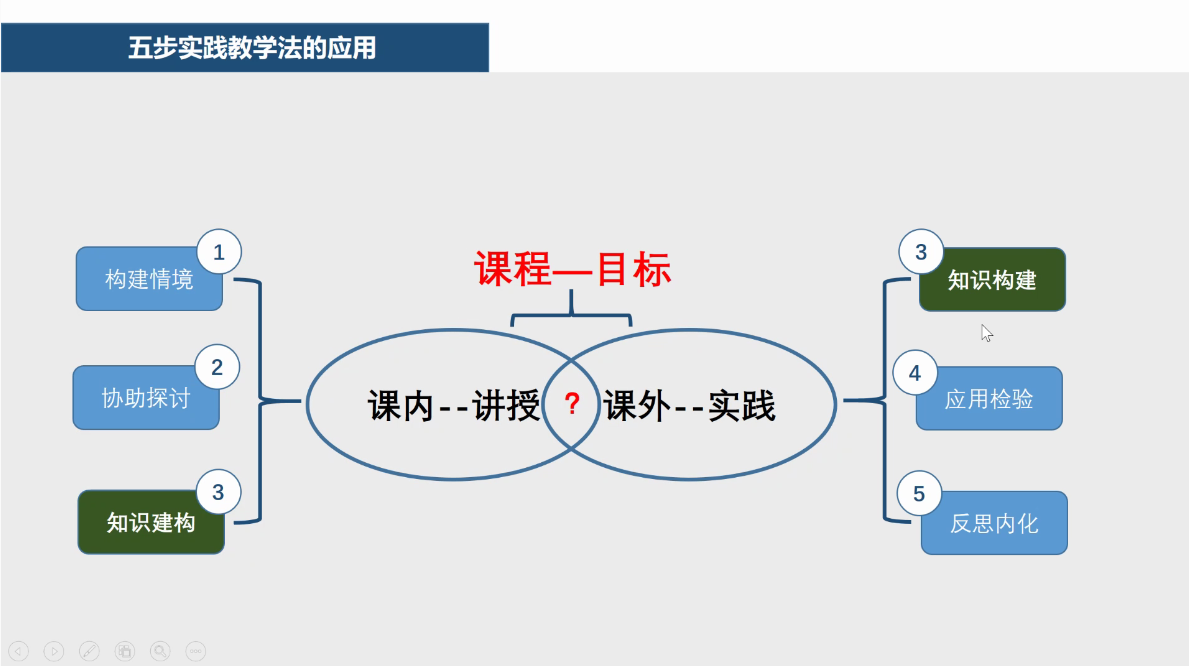 五步实践教学法的应用
1
构建情境
2
协助探讨
3
知识建构
课程—目标
课内--讲授
?
课外--实践
3
知识构建
4
应用检验
5
反思内化